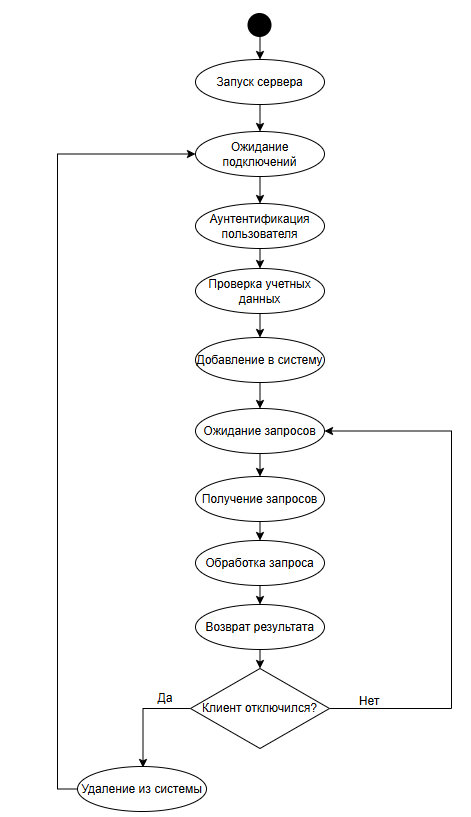 Запуск сервера
Ожидание
подключений
Аунтентификация
пользователя
Проверка учетных
данных
Добавление в систему
Ожидание запросов
Получение запросов
Обработка запроса
Возврат результата
Клиент отключился?
Да
Нет
Удаление из системы